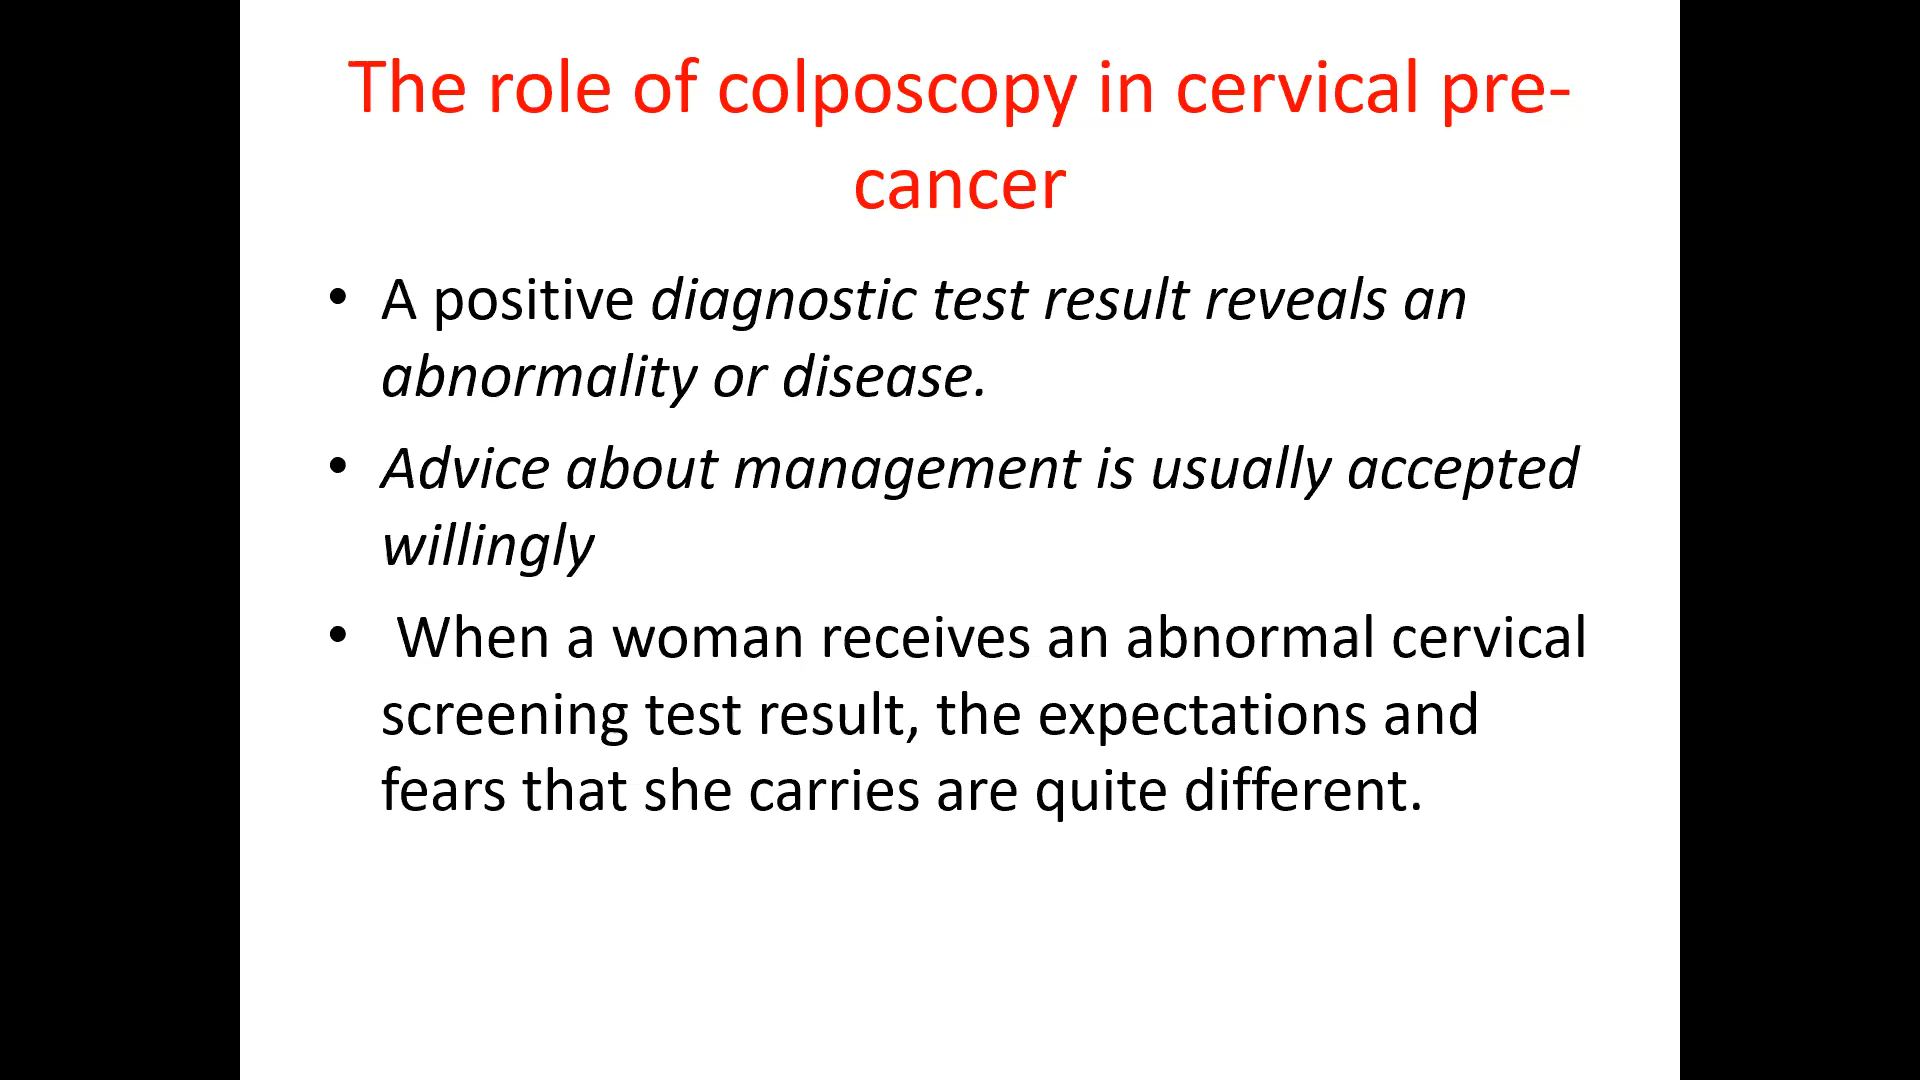 The role of colposcopy in cervical pre-
cancer
• A positive diagnostic test result reveals an
abnormality or disease.
• Advice about management is usually accepted
willingly
• When a woman receives an abnormal cervical
screening test result, the expectations and
fears that she carries are quite different.